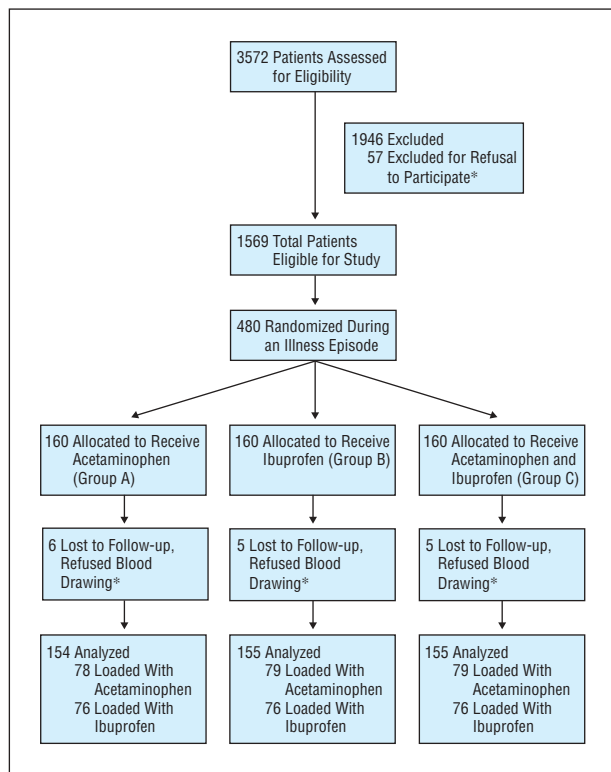 3572 Patients Assessed
for Eligibility
1946 Excluded
57 Excluded for Refusal
to Participate*
1569 Total Patients
Eligible for Study
480 Randomized During
an Illness Episode
160 Allocated to Receive
Acetaminophen
(Group A)
160 Allocated to Receive
Ibuprofen (Group B)
160 Allocated to Receive
Acetaminophen and
Ibuprofen (Group C)
6 Lost to Follow-up,
Refused Blood
Drawing*
5 Lost to Follow-up,
Refused Blood
Drawing*
5 Lost to Follow-up,
Refused Blood
Drawing*
154 Analyzed
78 Loaded With
Acetaminophen
76 Loaded With
Ibuprofen
155 Analyzed
79 Loaded With
Acetaminophen
76 Loaded With
Ibuprofen
155 Analyzed
79 Loaded With
Acetaminophen
76 Loaded With
Ibuprofen